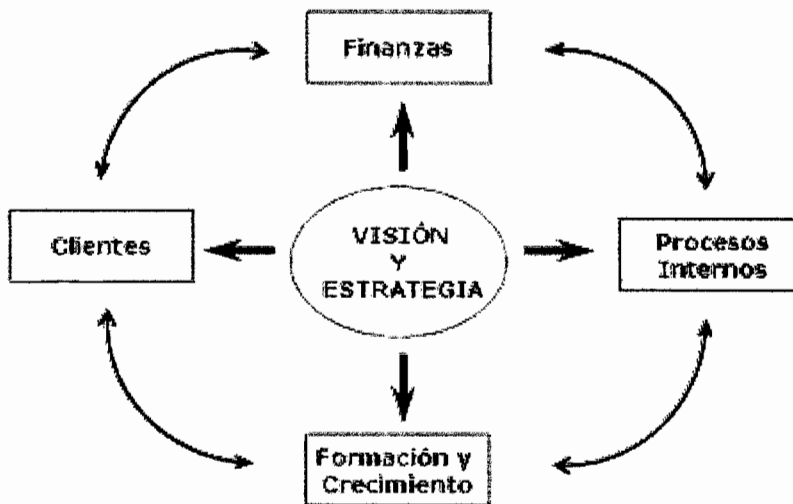 Finanzas
Clientes
VISIÓN
Y
ESTRATEGIA
Procesos
Internos
Formación y
Crecimiento